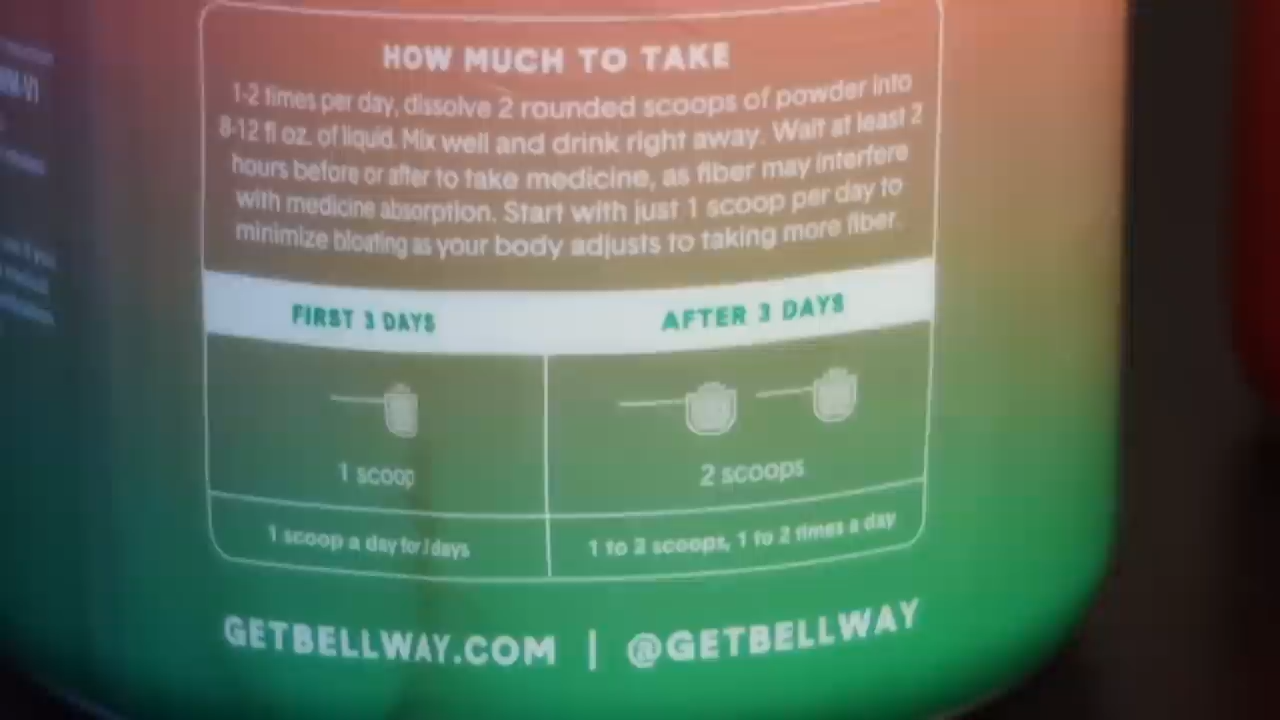 HOW MUCH TO TAKE
1-2 times per day, dissolve 2 rounded scoops of powder into
8-12 fl oz. of liquid. Mix well and drink right away. Wait at least 2
hours before or after to take medicine, as fiber may interfere
with medicine absorption. Start with just 1 scoop per day to
minimize bloating as your body adjusts to taking more fiber.
FIRST 3 DAYS
AFTER 3 DAYS
1 scoop
2 scoops
1 scoop a day for 3 days
1 to 2 scoops, 1 to 2 times a day
GETBELLWAY.COM | @GETBELLWAY